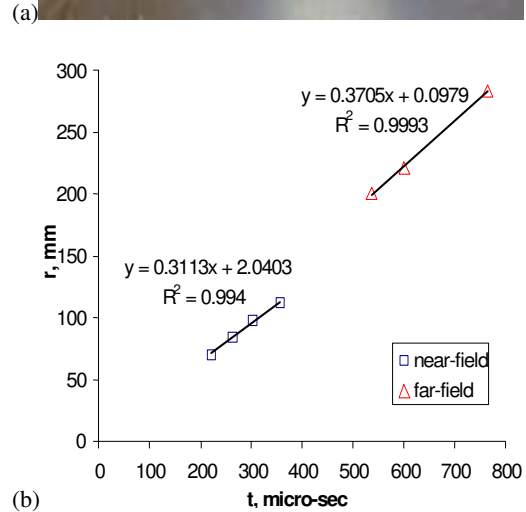 (a)
300
250
200
150
100
50
0
r, mm
y = 0.3705x + 0.0979
R² = 0.9993
y = 0.3113x + 2.0403
R² = 0.994
near-field
far-field
0 100 200 300 400 500 600 700 800
t, micro-sec
(b)